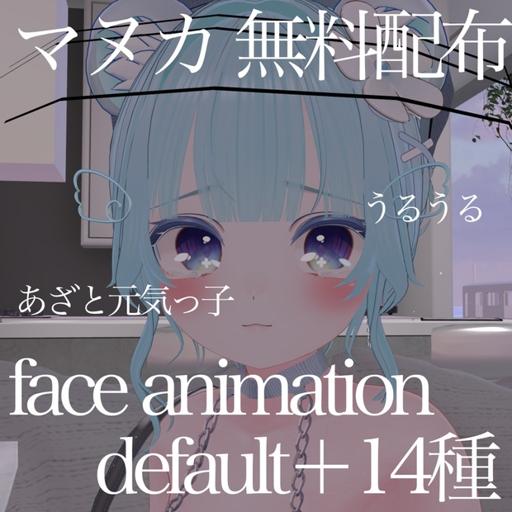 マヌカ 無料配布
うるうる
あざと元気っ子
face animation
default＋14種